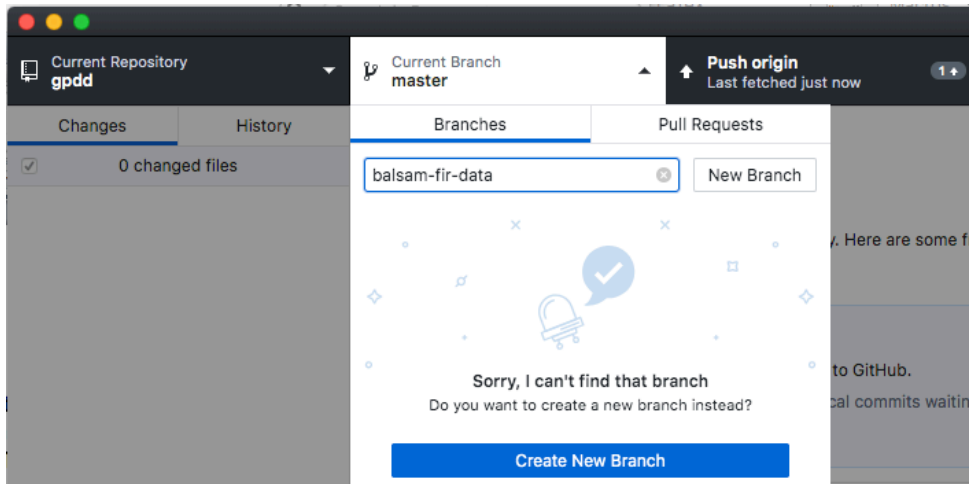 Current Repository
gpdd
Current Branch
master
Push origin
Last fetched just now
1
Changes
History
Branches
Pull Requests
0 changed files
balsam-fir-data
New Branch
y. Here are some f
Sorry, I can't find that branch
Do you want to create a new branch instead?
to GitHub.
cal commits waitin
Create New Branch